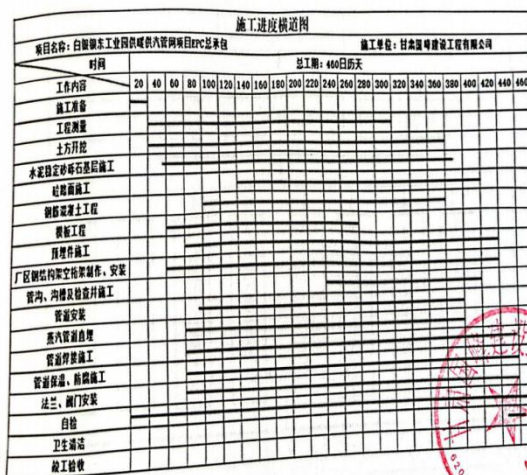 施工进度横道图
项目名称：白银银东工业园供暖供汽管网项目EPC总承包 施工单位：甘肃国峰建设工程有限公司
时间 总工期：460日历天
工作内容 20 40 60 80 100 120 140 160 180 200 220 240 260 280 300 320 340 360 380 400 420 440 460
施工准备
工程测量
土方开挖
水泥稳定砂砾石基层施工
砼路面施工
钢筋混凝土工程
模板工程
预埋件施工
厂区钢结构架空桁架制作、安装
管沟、沟槽及检查井施工
管道安装
蒸汽管道直埋
管道焊接施工
管道保温、防腐施工
法兰、阀门安装
自检
卫生清洁
竣工验收